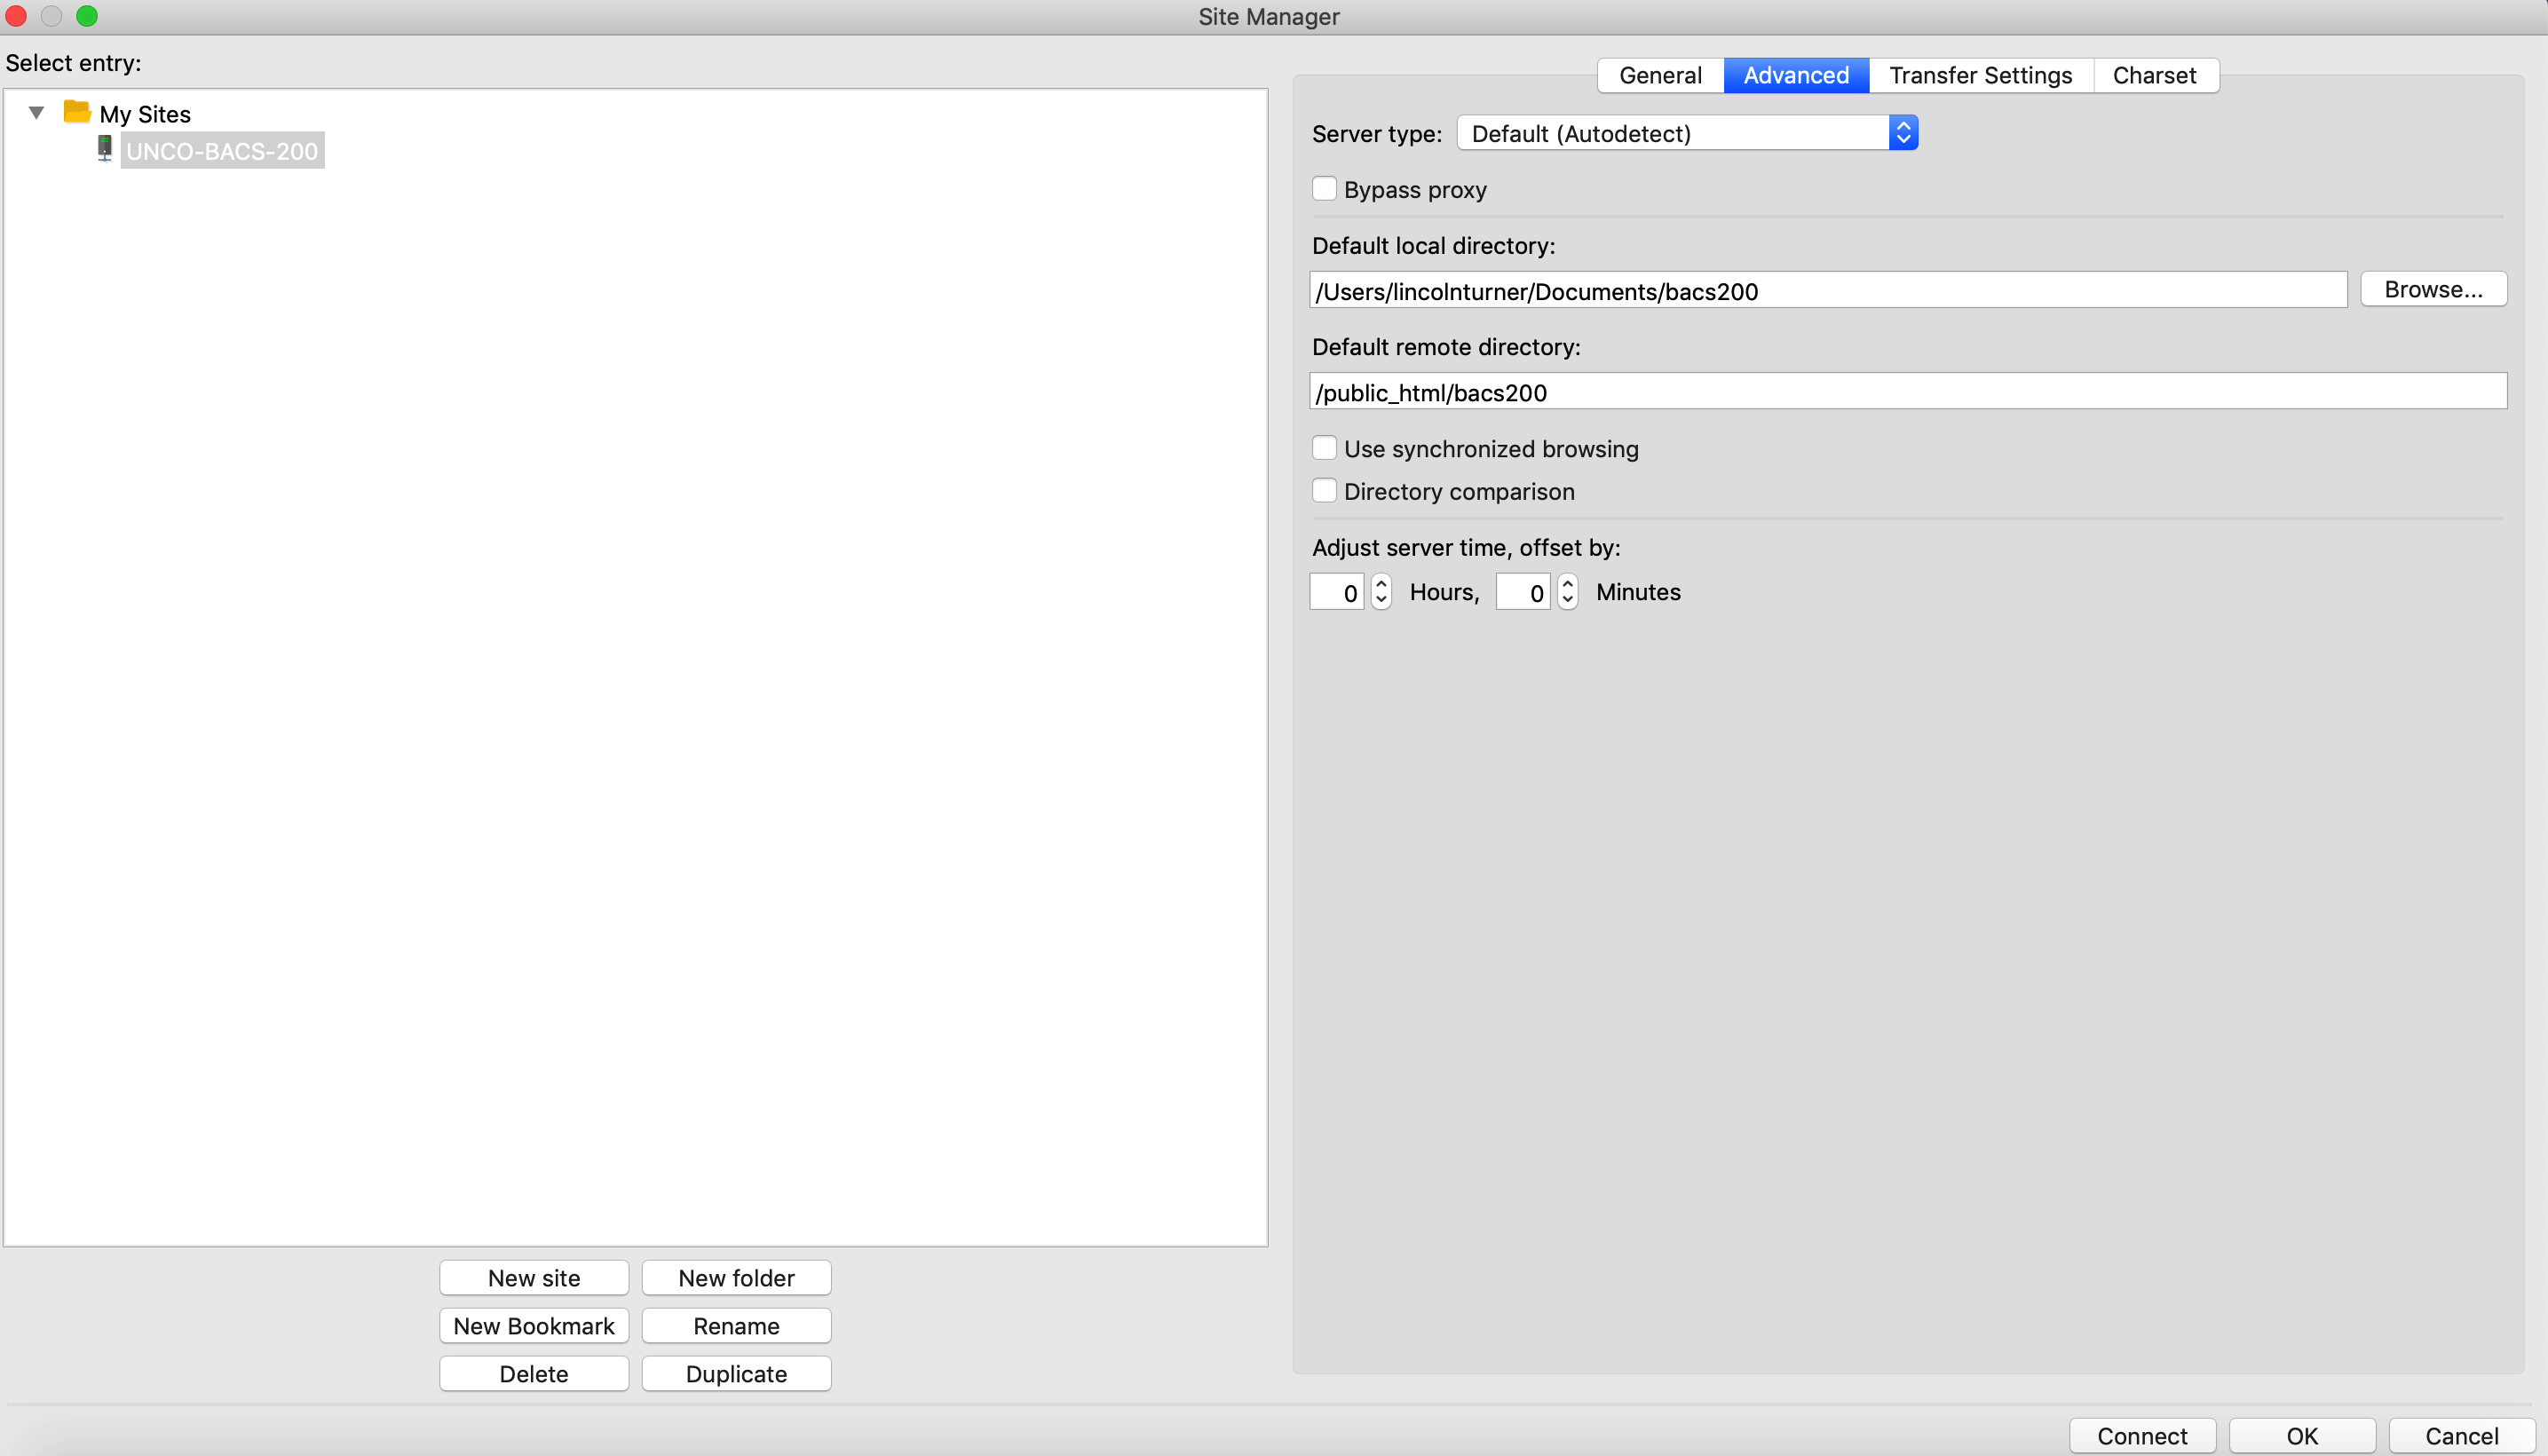 Site Manager
Select entry:
My Sites
UNCO-BACS-200
New site New folder
New Bookmark Rename
Delete Duplicate
General Advanced Transfer Settings Charset
Server type: Default (Autodetect)
Bypass proxy
Default local directory:
/Users/lincolnturner/Documents/bacs200 Browse...
Default remote directory:
/public_html/bacs200
Use synchronized browsing
Directory comparison
Adjust server time, offset by:
0 Hours, 0 Minutes
Connect OK Cancel